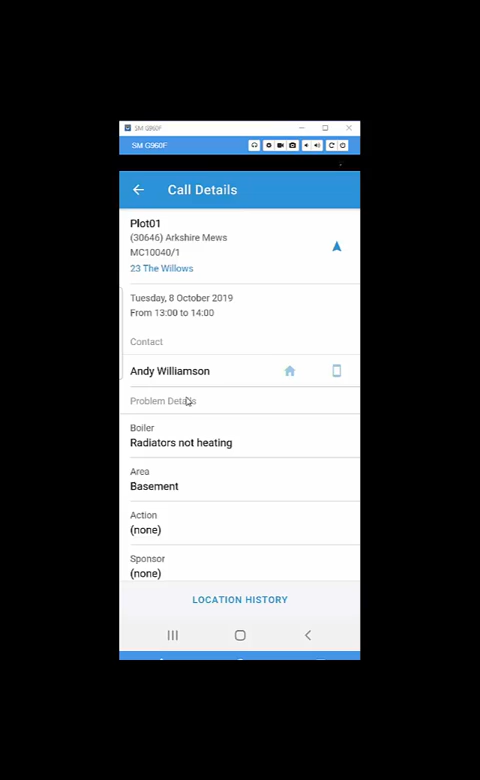 SM G960F
SM G960F
Call Details
Plot01
(30646) Arkshire Mews
MC10040/1
23 The Willows
Tuesday, 8 October 2019
From 13:00 to 14:00
Contact
Andy Williamson
Problem Details
Boiler
Radiators not heating
Area
Basement
Action
(none)
Sponsor
(none)
LOCATION HISTORY